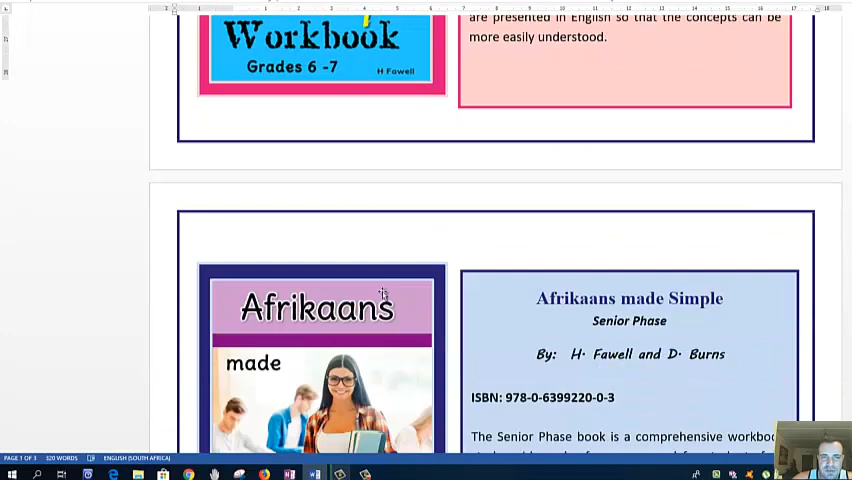 are presented in English so that the concepts can be
more easily understood.
Workbook
Grades 6 -7
H Fawell
Afrikaans
made
Afrikaans made Simple
Senior Phase
By: H. Fawell and D. Burns
ISBN: 978-0-6399220-0-3
The Senior Phase book is a comprehensive
PAGE 1 OF 3 320 WORDS ENGLISH (SOUTH AFRICA)